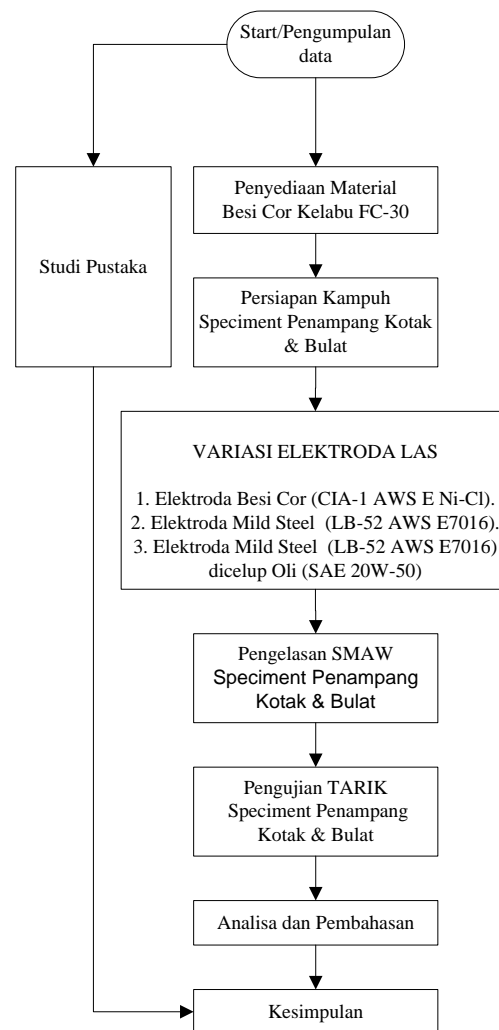 Start/Pengumpulan
data
Penyediaan Material
Besi Cor Kelabu FC-30
Studi Pustaka
Persiapan Kampuh
Speciment Penampang Kotak
& Bulat
VARIASI ELEKTRODA LAS
1. Elektroda Besi Cor (CIA-1 AWS E Ni-Cl).
2. Elektroda Mild Steel (LB-52 AWS E7016).
3. Elektroda Mild Steel (LB-52 AWS E7016)
dicelup Oli (SAE 20W-50)
Pengelasan SMAW
Speciment Penampang
Kotak & Bulat
Pengujian TARIK
Speciment Penampang
Kotak & Bulat
Analisa dan Pembahasan
Kesimpulan